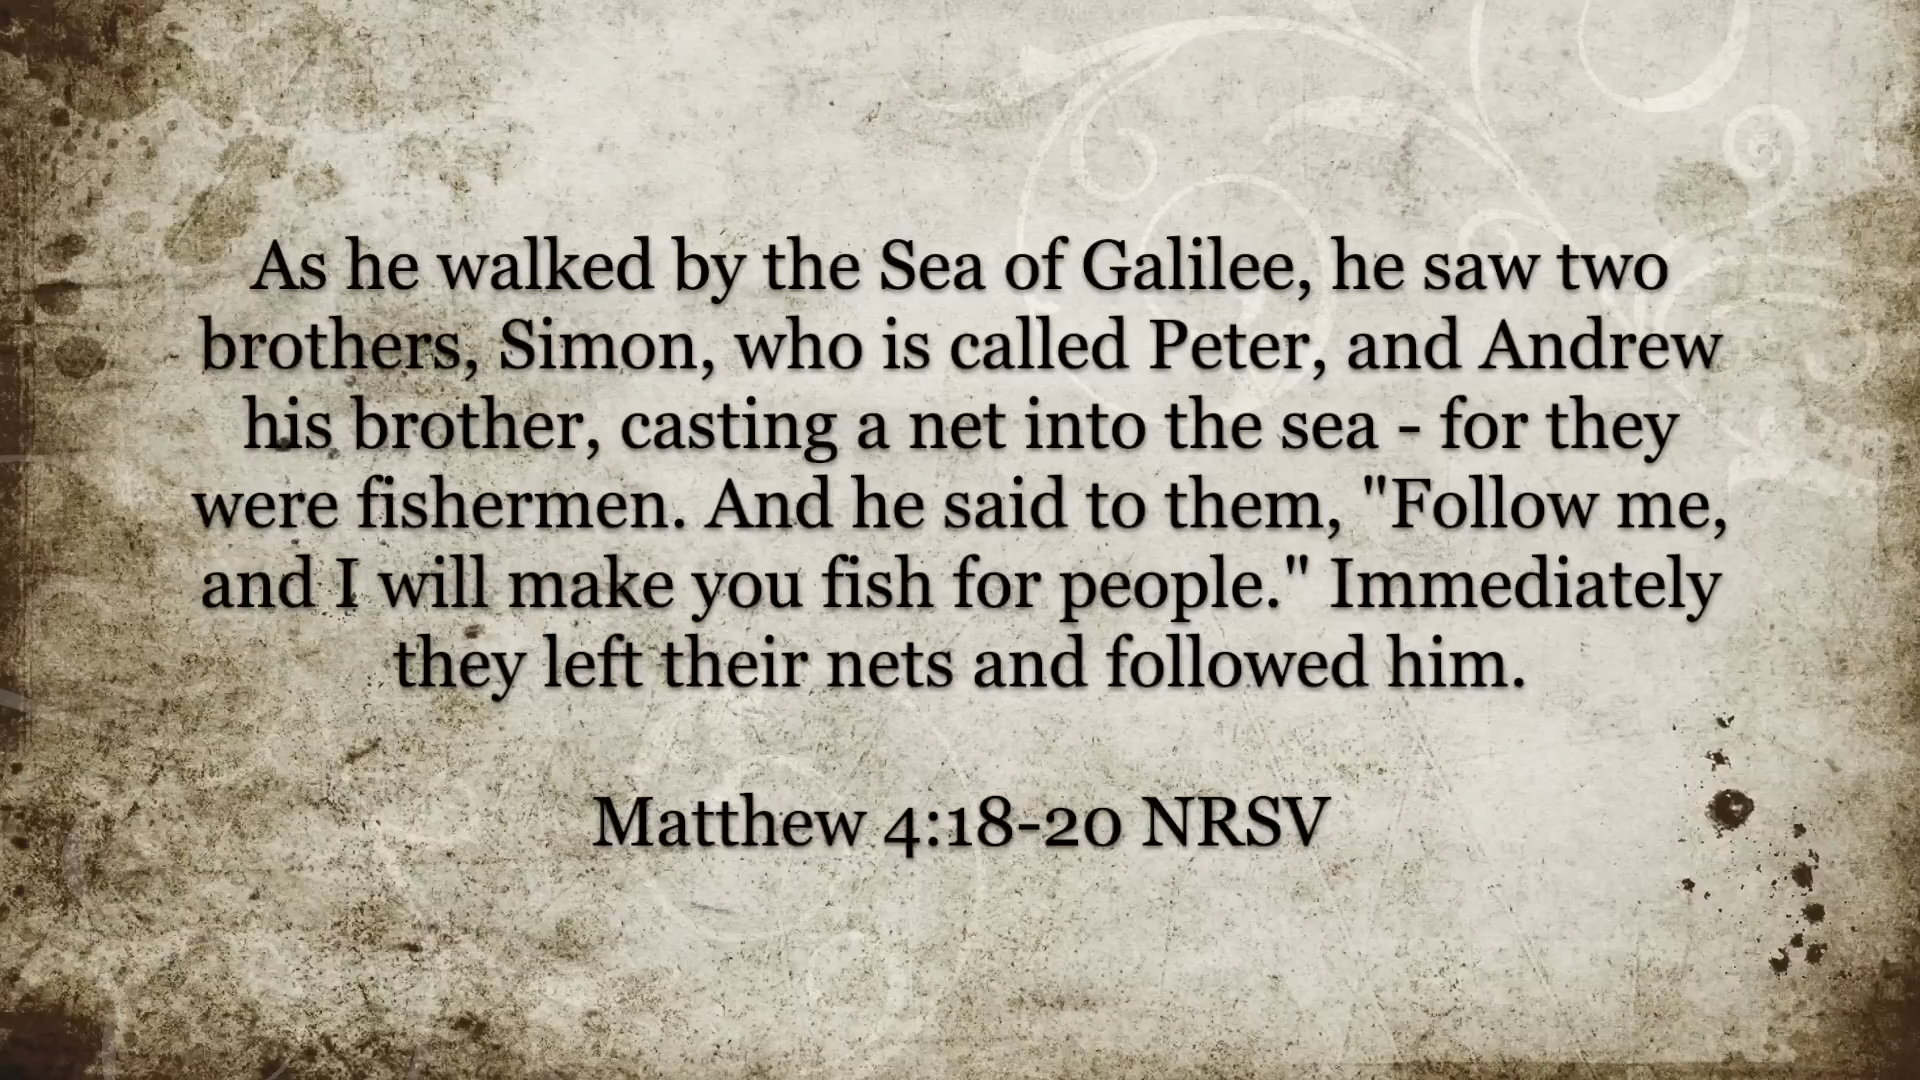 As he walked by the Sea of Galilee, he saw two
brothers, Simon, who is called Peter, and Andrew
his brother, casting a net into the sea - for they
were fishermen. And he said to them, "Follow me,
and I will make you fish for people." Immediately
they left their nets and followed him.
Matthew 4:18-20 NRSV